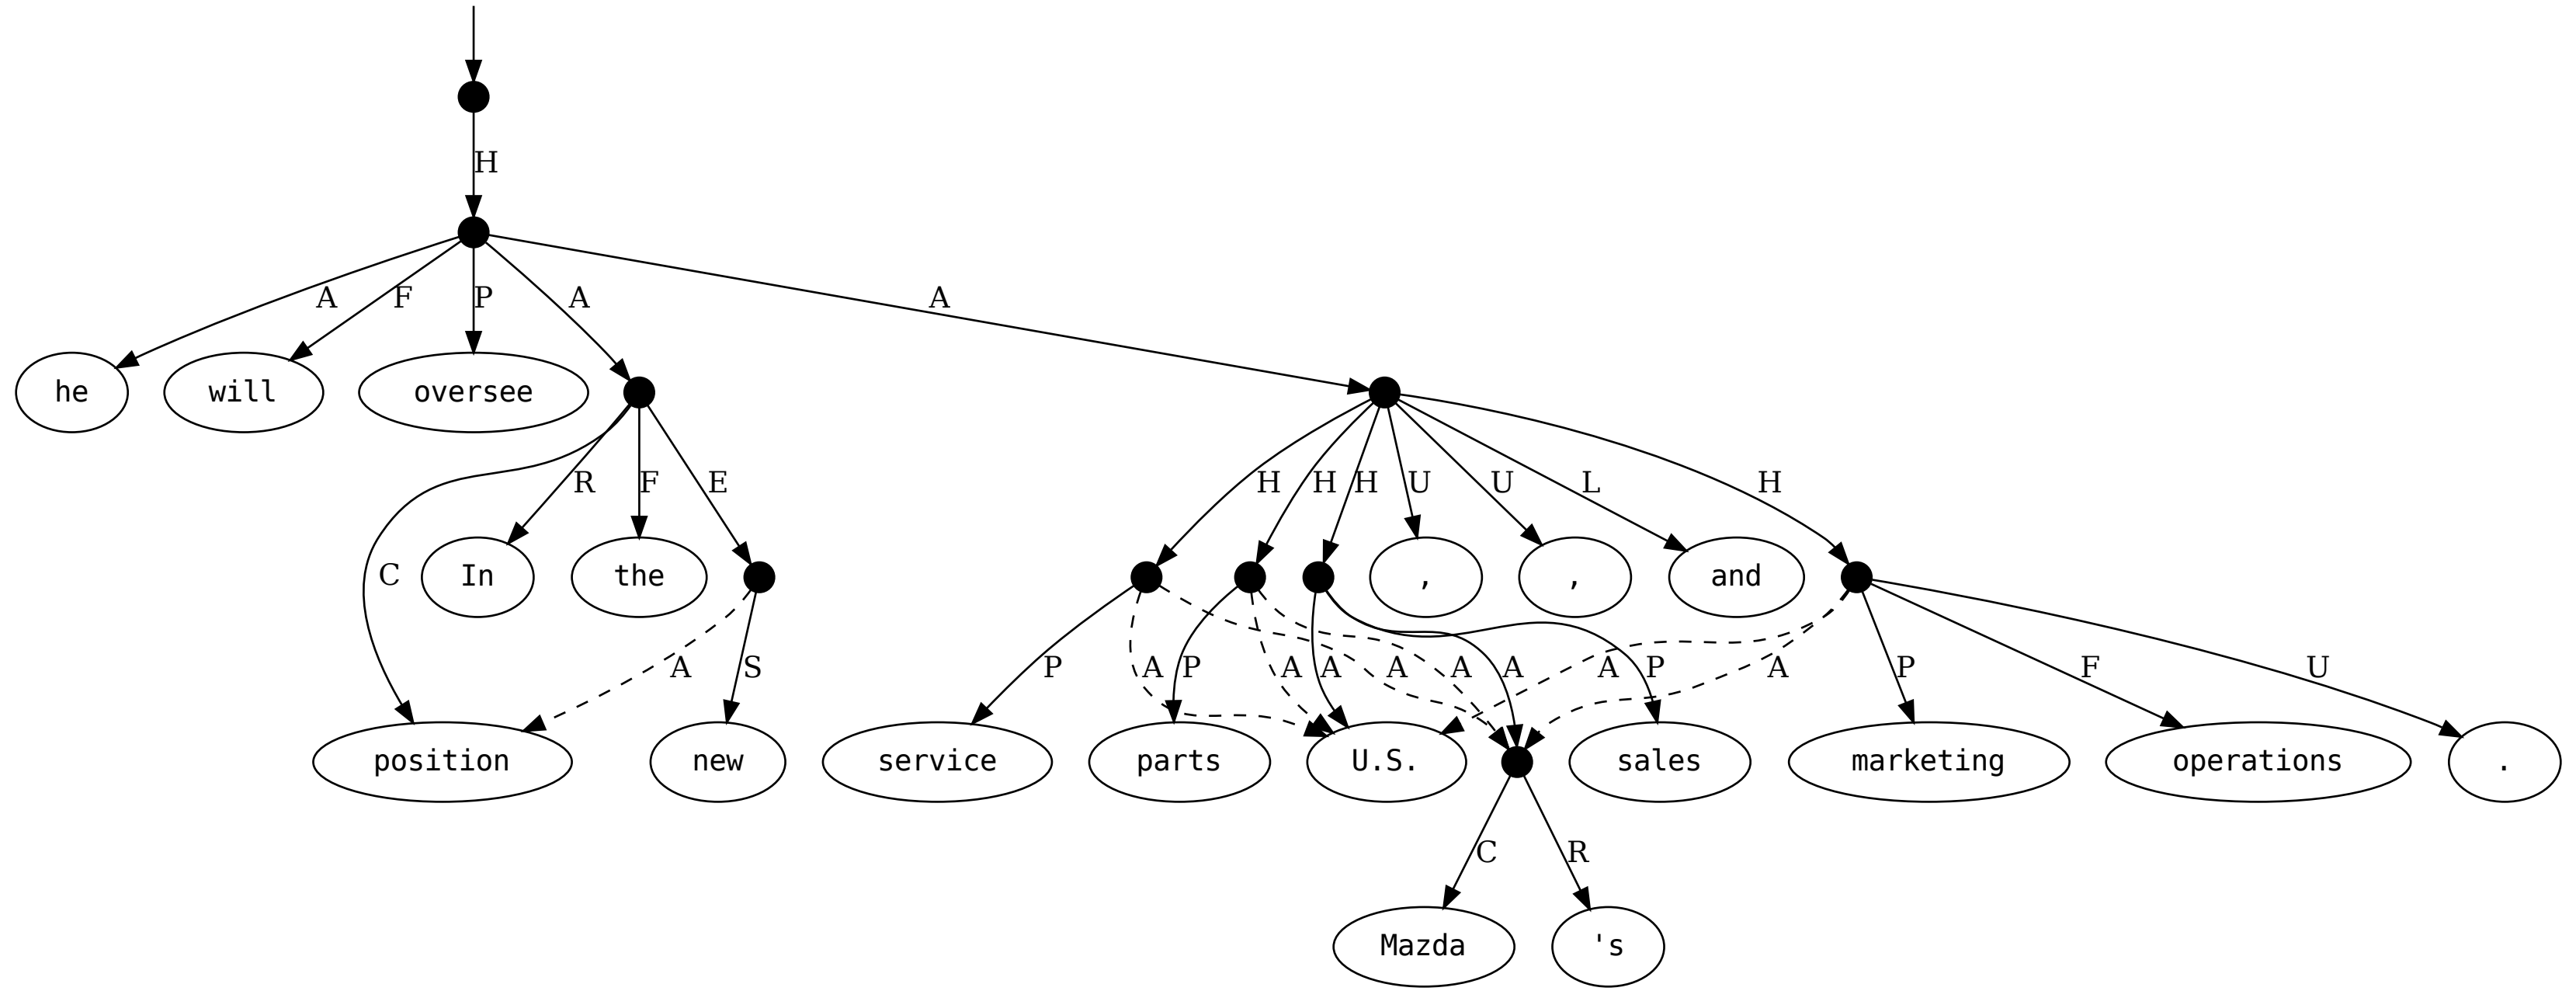 H
A F P A A
he will oversee
R F E H H H U U L H
C In the , , and
A S P A P A A A A A P A A P F U
position new service parts U.S. sales marketing operations .
C R
Mazda 's